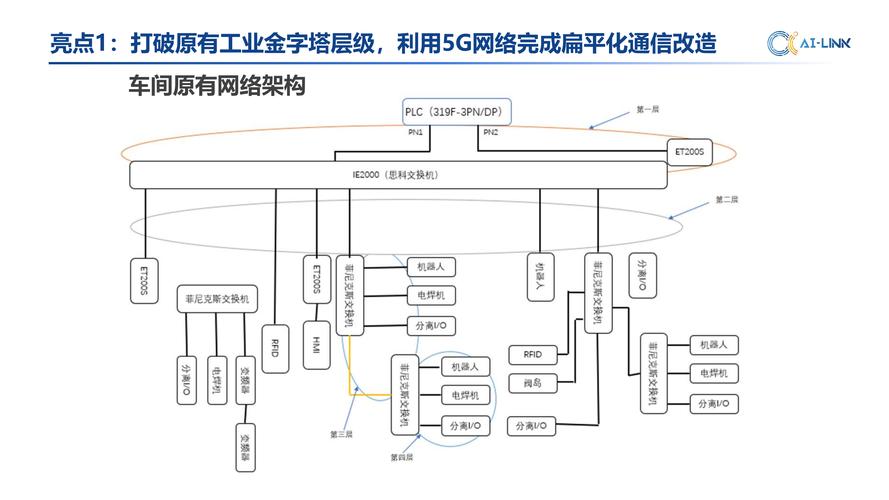 亮点1：打破原有工业金字塔层级，利用5G网络完成扁平化通信改造
AI-LINK
车间原有网络架构
PLC（319F-3PN/DP）
第一层
PN1
PN2
ET200S
IE2000（思科交换机）
第二层
ET200S
菲尼克斯交换机
分离I/O
电焊机
变频器
变频器
RFID
ET200S
HMI
菲尼克斯交换机
机器人
电焊机
分离I/O
菲尼克斯交换机
机器人
电焊机
分离I/O
第三层
第四层
机器人
菲尼克斯交换机
分离I/O
RFID
阀岛
分离I/O
菲尼克斯交换机
机器人
电焊机
分离I/O